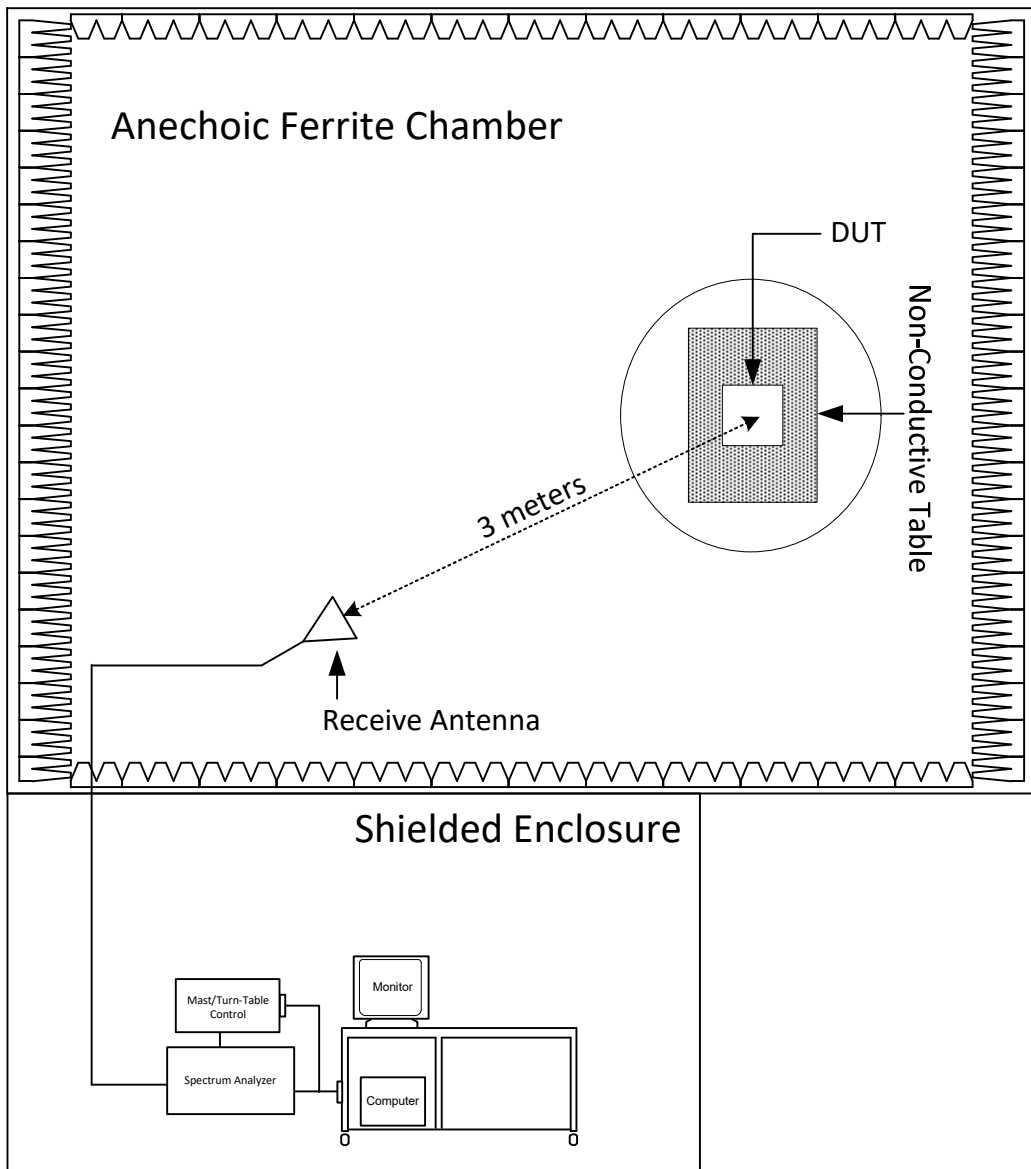 Anechoic Ferrite Chamber
DUT
Non-Conductive Table
3 meters
Receive Antenna
Shielded Enclosure
Monitor
Mast/Turn-Table
Control
Spectrum Analyzer
Computer